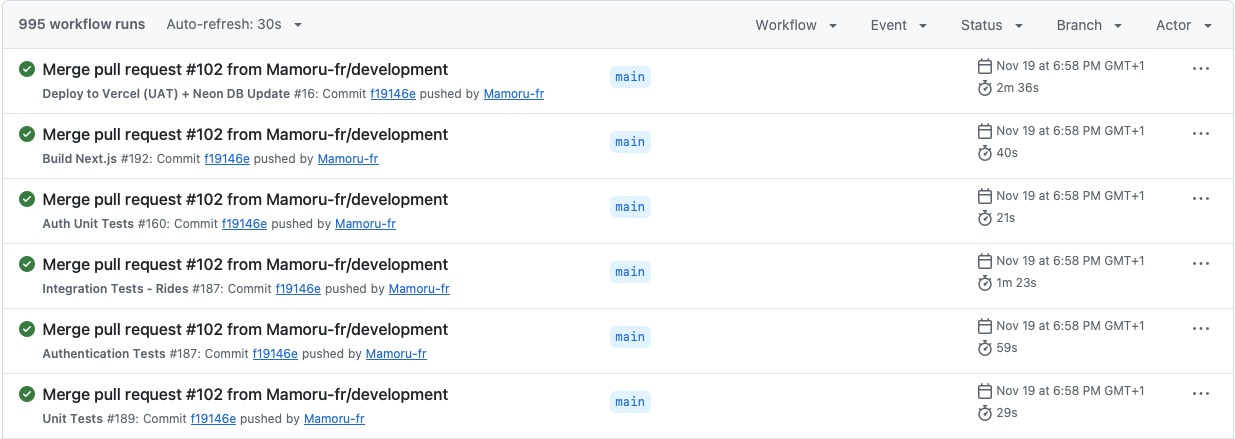 995 workflow runs Auto-refresh: 30s Workflow Event Status Branch Actor
Merge pull request #102 from Mamoru-fr/development main Nov 19 at 6:58 PM GMT+1
Deploy to Vercel (UAT) + Neon DB Update #16: Commit f19146e pushed by Mamoru-fr 2m 36s
Merge pull request #102 from Mamoru-fr/development main Nov 19 at 6:58 PM GMT+1
Build Next.js #192: Commit f19146e pushed by Mamoru-fr 40s
Merge pull request #102 from Mamoru-fr/development main Nov 19 at 6:58 PM GMT+1
Auth Unit Tests #160: Commit f19146e pushed by Mamoru-fr 21s
Merge pull request #102 from Mamoru-fr/development main Nov 19 at 6:58 PM GMT+1
Integration Tests - Rides #187: Commit f19146e pushed by Mamoru-fr 1m 23s
Merge pull request #102 from Mamoru-fr/development main Nov 19 at 6:58 PM GMT+1
Authentication Tests #187: Commit f19146e pushed by Mamoru-fr 59s
Merge pull request #102 from Mamoru-fr/development main Nov 19 at 6:58 PM GMT+1
Unit Tests #189: Commit f19146e pushed by Mamoru-fr 29s